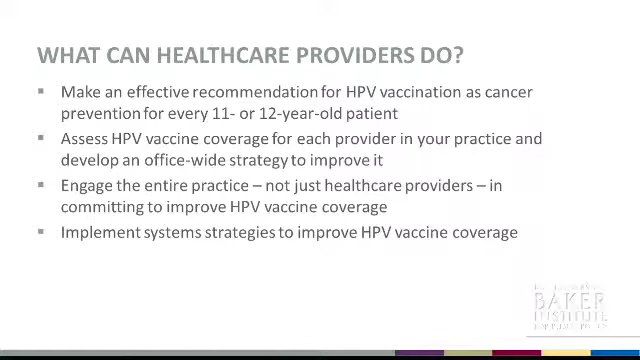 WHAT CAN HEALTHCARE PROVIDERS DO?
▪ Make an effective recommendation for HPV vaccination as cancer
prevention for every 11- or 12-year-old patient
▪ Assess HPV vaccine coverage for each provider in your practice and
develop an office-wide strategy to improve it
▪ Engage the entire practice – not just healthcare providers – in
committing to improve HPV vaccine coverage
▪ Implement systems strategies to improve HPV vaccine coverage
BAKER
INSTITUTE